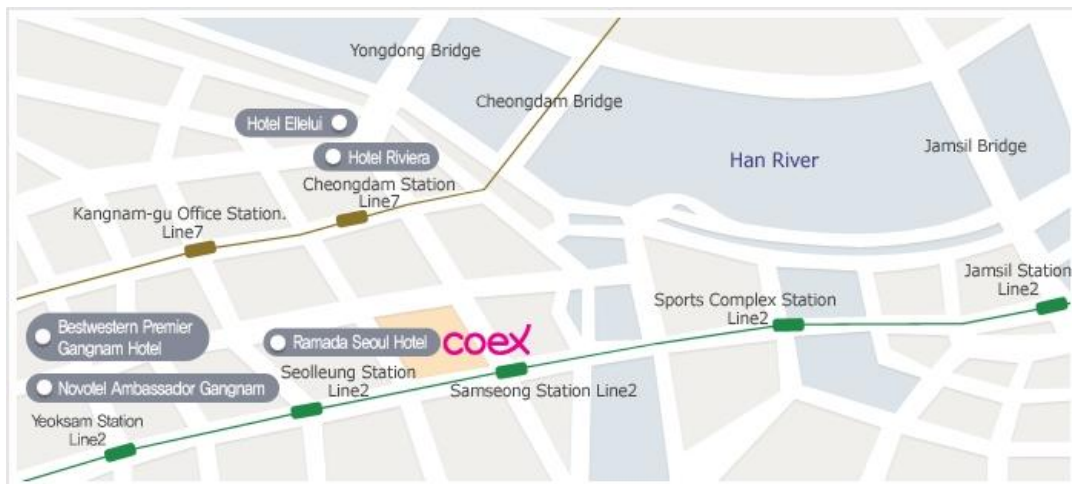 Yongdong Bridge
Cheongdam Bridge
Hotel Ellelui
Jamsil Bridge
Hotel Riviera
Han River
Cheongdam Station
Line7
Kangnam-gu Office Station.
Line7
Jamsil Station
Line2
Sports Complex Station
Line2
Bestwestern Premier
Gangnam Hotel
Ramada Seoul Hotel
coex
Seolleung Station
Line2
Samseong Station Line2
Novotel Ambassador Gangnam
Yeoksam Station
Line2